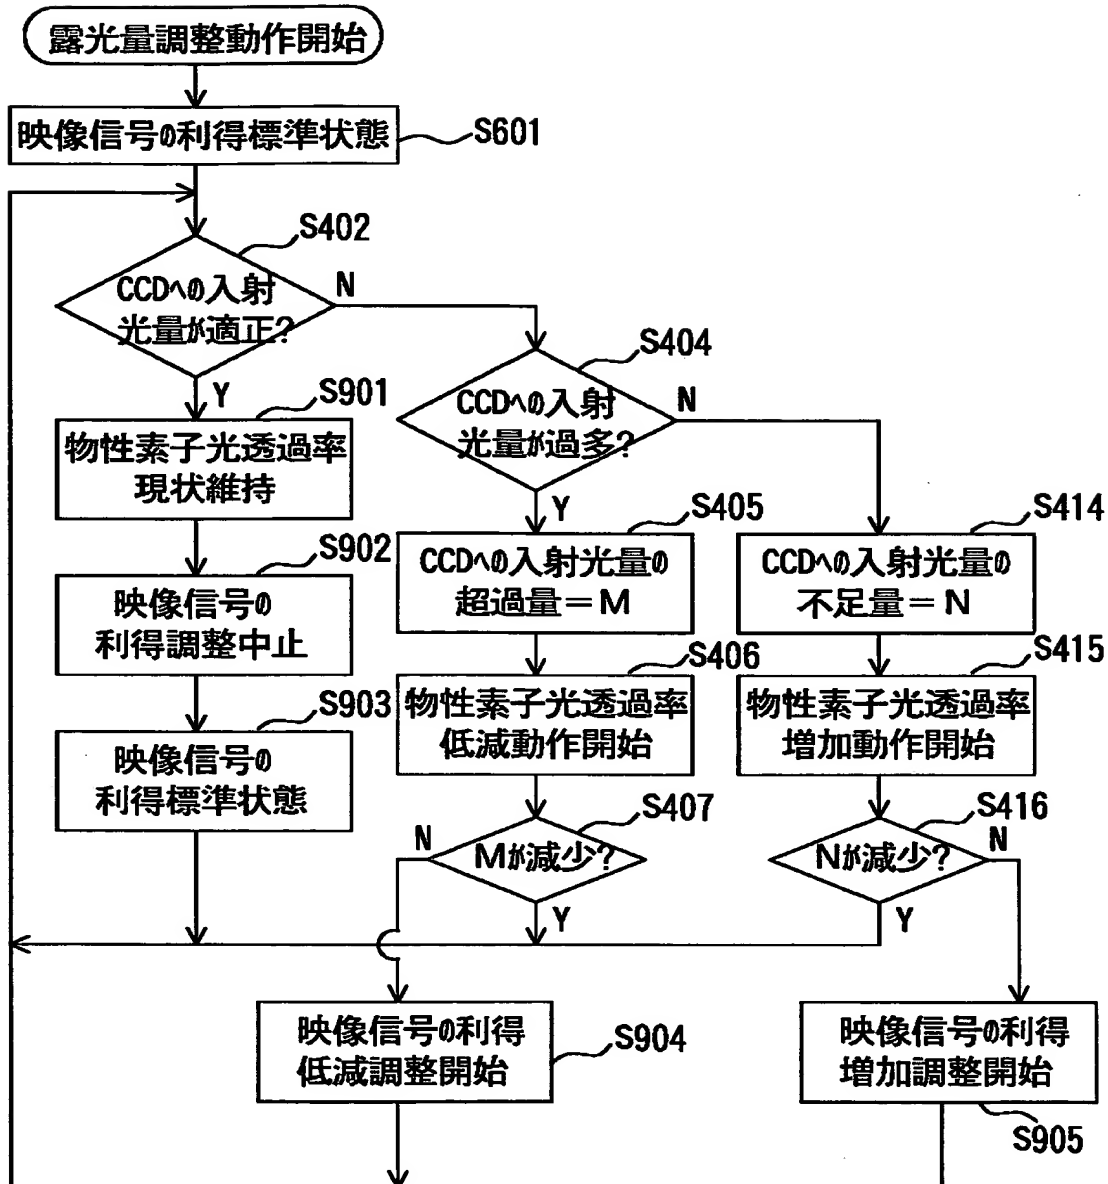 露光量調整動作開始
映像信号の利得標準状態
S601
S402
CCDへの入射
光量が適正?
N
Y
S404
CCDへの入射
光量が過多?
N
Y
S901
物性素子光透過率
現状維持
S902
映像信号の
利得調整中止
S903
映像信号の
利得標準状態
S405
CCDへの入射光量の
超過量=M
S406
物性素子光透過率
低減動作開始
S407
Mが減少?
N
Y
S414
CCDへの入射光量の
不足量=N
S415
物性素子光透過率
増加動作開始
S416
Nが減少?
N
Y
映像信号の利得
低減調整開始
S904
映像信号の利得
増加調整開始
S905